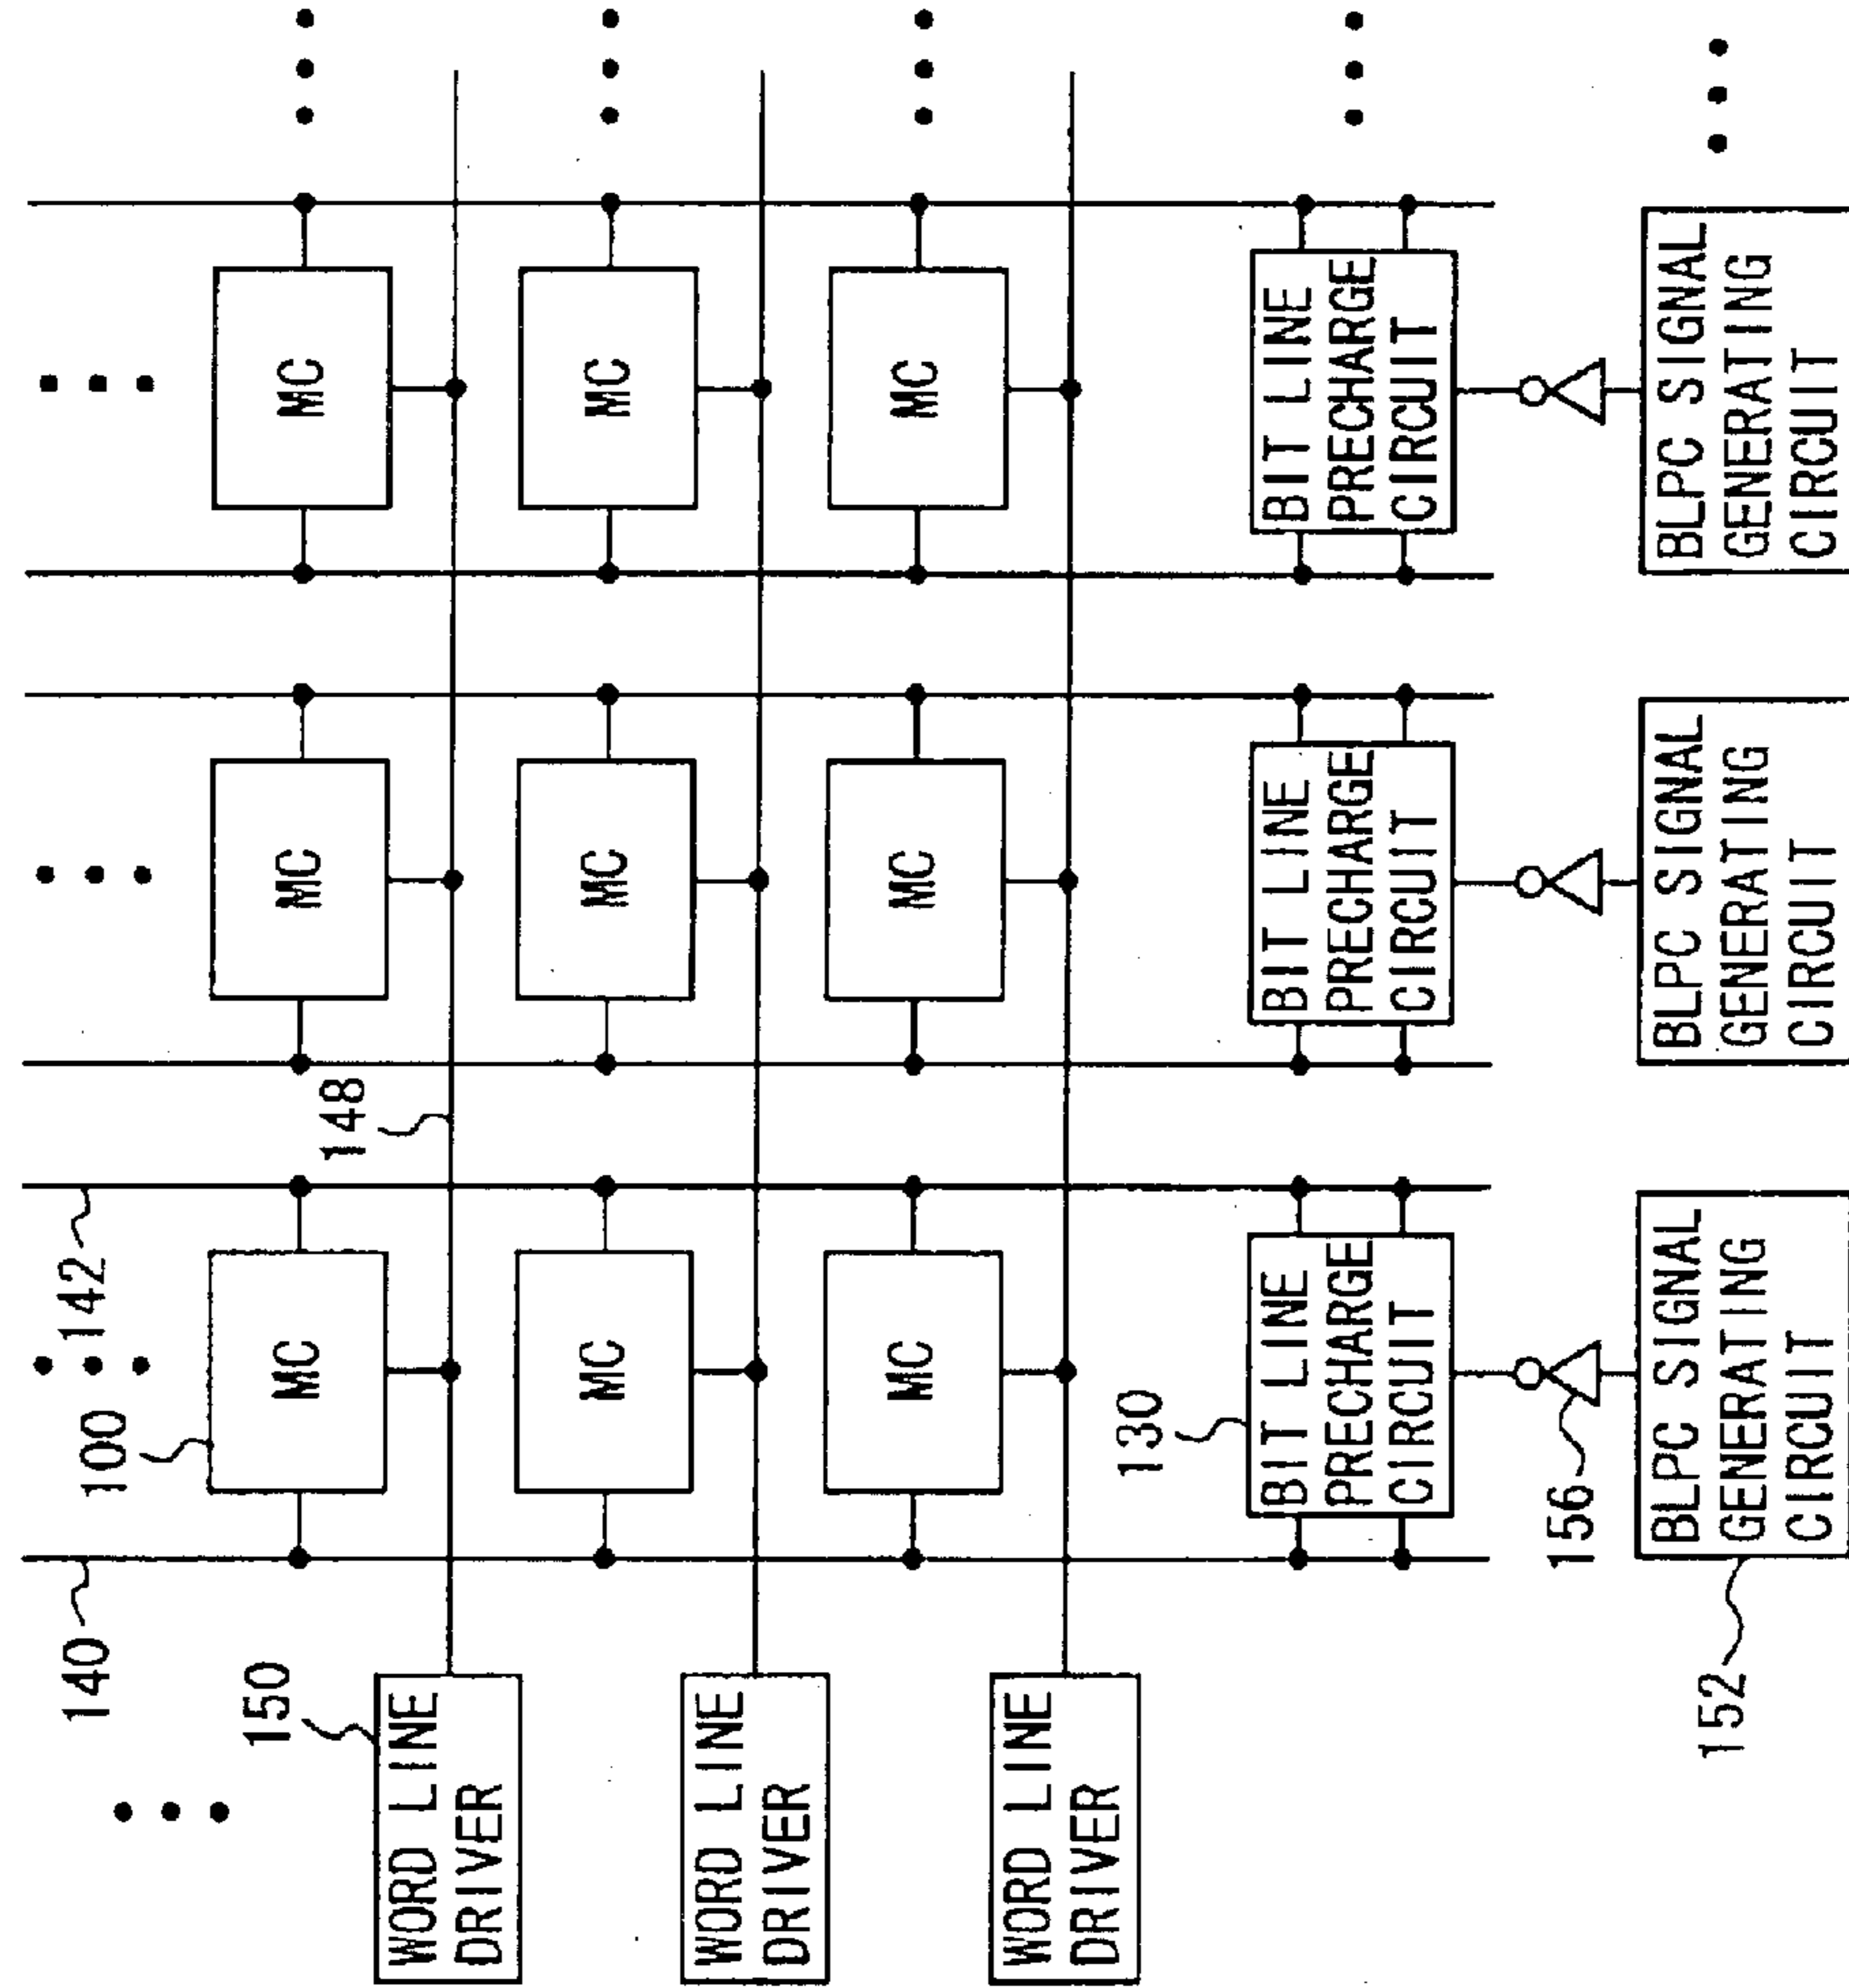 140
142
100
150
MC
148
MC
MC
WORD LINE
DRIVER
MC
MC
MC
WORD LINE
DRIVER
MC
MC
MC
WORD LINE
DRIVER
130
BIT LINE
PRECHARGE
CIRCUIT
BIT LINE
PRECHARGE
CIRCUIT
BIT LINE
PRECHARGE
CIRCUIT
156
152
BLPC SIGNAL
GENERATING
CIRCUIT
BLPC SIGNAL
GENERATING
CIRCUIT
BLPC SIGNAL
GENERATING
CIRCUIT